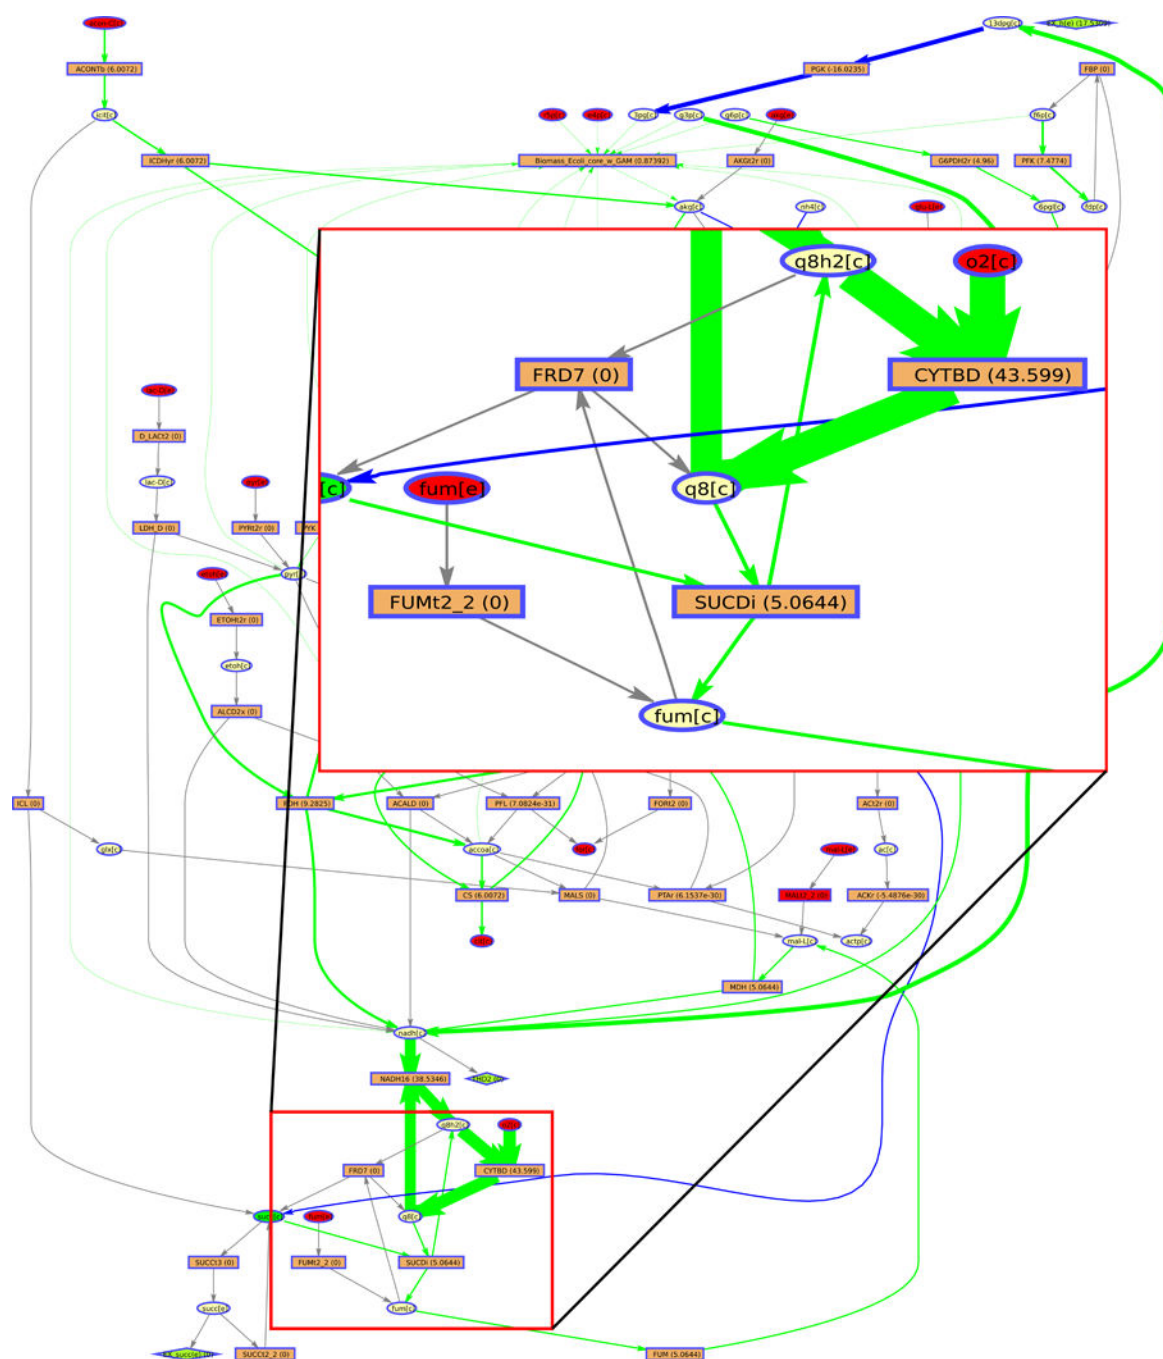 13dpg[c]
ACONTb (6.0072)
PGK (-16.0235)
FBP (0)
icit[c]
3pg[c]
g3p[c]
g6p[c]
f6p[c]
ICDHyr (6.0072)
Biomass_Ecoli_core_w_GAM (0.87392)
AKGt2r (0)
G6PDH2r (4.96)
PFK (7.4774)
akg[c]
nh4[c]
6pgl[c]
fdp[c]
q8h2[c]
o2[c]
FRD7 (0)
CYTBD (43.599)
[c]
fum[e]
q8[c]
FUMt2_2 (0)
SUCDi (5.0644)
fum[c]
D_LACt2 (0)
lac-D[c]
LDH_D (0)
PYRt2r (0)
PYK
pyr[c]
ETOHt2r (0)
etoh[c]
ALCD2x (0)
ICL (0)
PDH (9.2825)
ACALD (0)
PFL (7.0824e-31)
FORt2 (0)
ACt2r (0)
glx[c]
accoa[c]
ac[c]
CS (6.0072)
MALS (0)
PTAr (6.1537e-30)
ACKr (-5.4876e-30)
mal-L[c]
actp[c]
MDH (5.0644)
nadh[c]
NADH16 (38.5346)
q8h2[c]
FRD7 (0)
CYTBD (43.599)
q8[c]
SUCCt3 (0)
FUMt2_2 (0)
SUCDi (5.0644)
succ[e]
fum[c]
SUCCt2_2 (0)
FUM (5.0644)